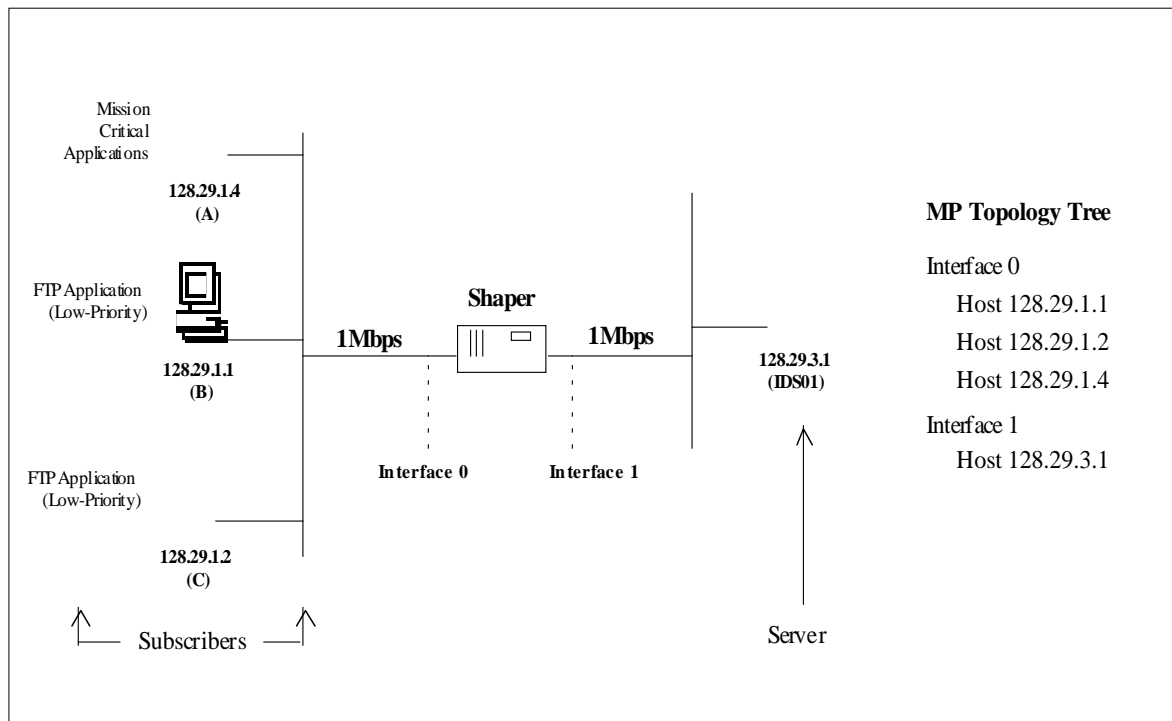 Mission
Critical
Applications
128.29.1.4
(A)
FTP Application
(Low-Priority)
128.29.1.1
(B)
FTP Application
(Low-Priority)
128.29.1.2
(C)
Subscribers
1Mbps
Shaper
1Mbps
Interface 0
Interface 1
128.29.3.1
(IDS01)
Server
MP Topology Tree
Interface 0
Host 128.29.1.1
Host 128.29.1.2
Host 128.29.1.4
Interface 1
Host 128.29.3.1